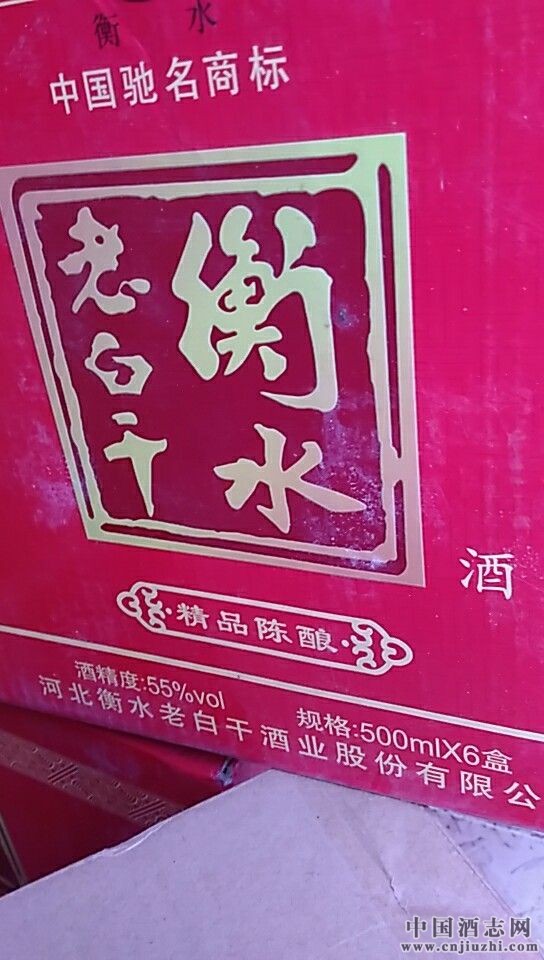 衡水
中国驰名商标
衡水
老白干
酒
精品陈酿
酒精度:55%vol
规格:500mlX6盒
河北衡水老白干酒业股份有限公
中国酒志网
www.cnjiuzhi.com